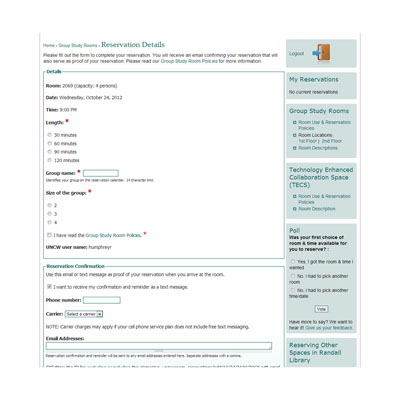 Home › Group Study Rooms › Reservation Details
Please fill out the form to complete your reservation. You will receive an email confirming your reservation that will
also serve as proof of your reservation. Please read our Group Study Room Policies for more information.
Details
Room: 2069 (capacity: 4 persons)
Date: Wednesday, October 24, 2012
Time: 9:00 PM
Length: *
30 minutes
60 minutes
90 minutes
120 minutes
Group name: *
Identifies your group on the reservation calendar. 14 character limit.
Size of the group: *
2
3
4
I have read the Group Study Room Policies. *
UNCW user name: humphreyr
Reservation Confirmation
Use this email or text message as proof of your reservation when you arrive at the room.
I want to receive my confirmation and reminder as a text message.
Phone number:
Carrier: Select a carrier
NOTE: Carrier charges may apply if your cell phone service plan does not include free text messaging.
Email Addresses:
Reservation confirmation and reminder will be sent to any email addresses entered here. Separate addresses with a comma.
Logout
My Reservations
No current reservations
Group Study Rooms
Room Use & Reservation
Policies
Room Locations
1st Floor | 2nd Floor
Room Descriptions
Technology Enhanced
Collaboration Space
(TECS)
Room Use & Reservation
Policies
Room Description
Poll
Was your first choice of
room & time available for
you to reserve? :
Yes, I got the room & time I
wanted
No, I had to pick another
room
No, I had to pick another
time/date
Vote
Have more to say? We want to
hear it! Give us your feedback.
Reserving Other
Spaces in Randall
Library